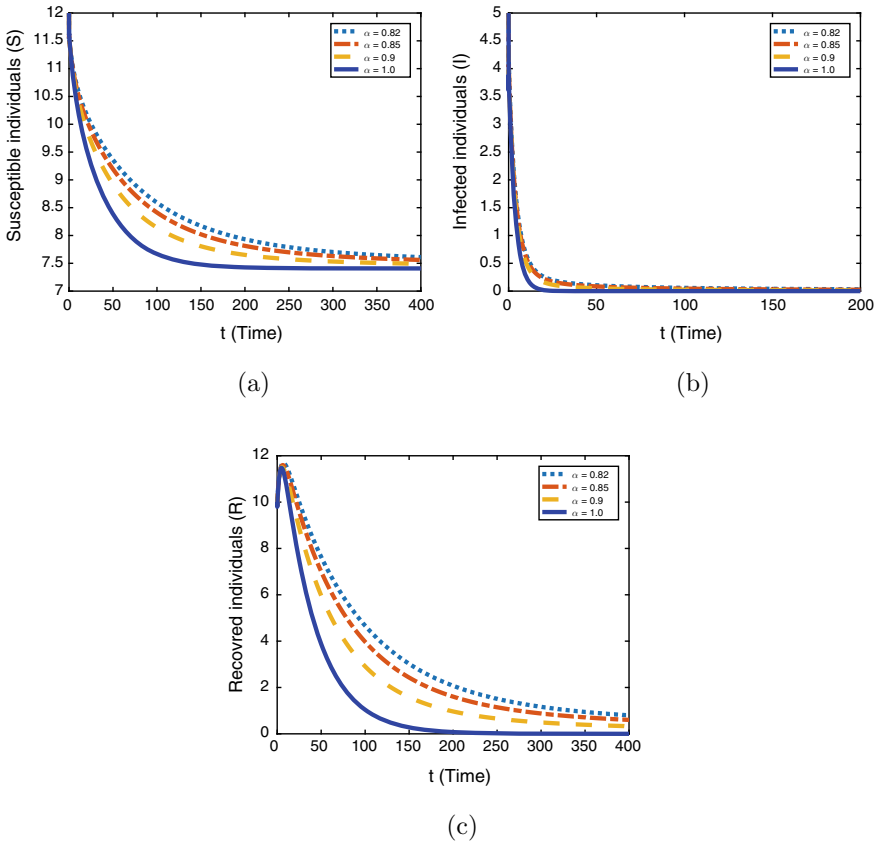 12
11.5
11
10.5
10
9.5
9
8.5
8
7.5
7
0 50 100 150 200 250 300 350 400
Susceptible individuals (S)
t (Time)
α = 0.82
α = 0.85
α = 0.9
α = 1.0
(a)
5
4.5
4
3.5
3
2.5
2
1.5
1
0.5
0
0 50 100 150 200
Infected individuals (I)
t (Time)
α = 0.82
α = 0.85
α = 0.9
α = 1.0
(b)
12
10
8
6
4
2
0
0 50 100 150 200 250 300 350 400
Recovred individuals (R)
t (Time)
α = 0.82
α = 0.85
α = 0.9
α = 1.0
(c)